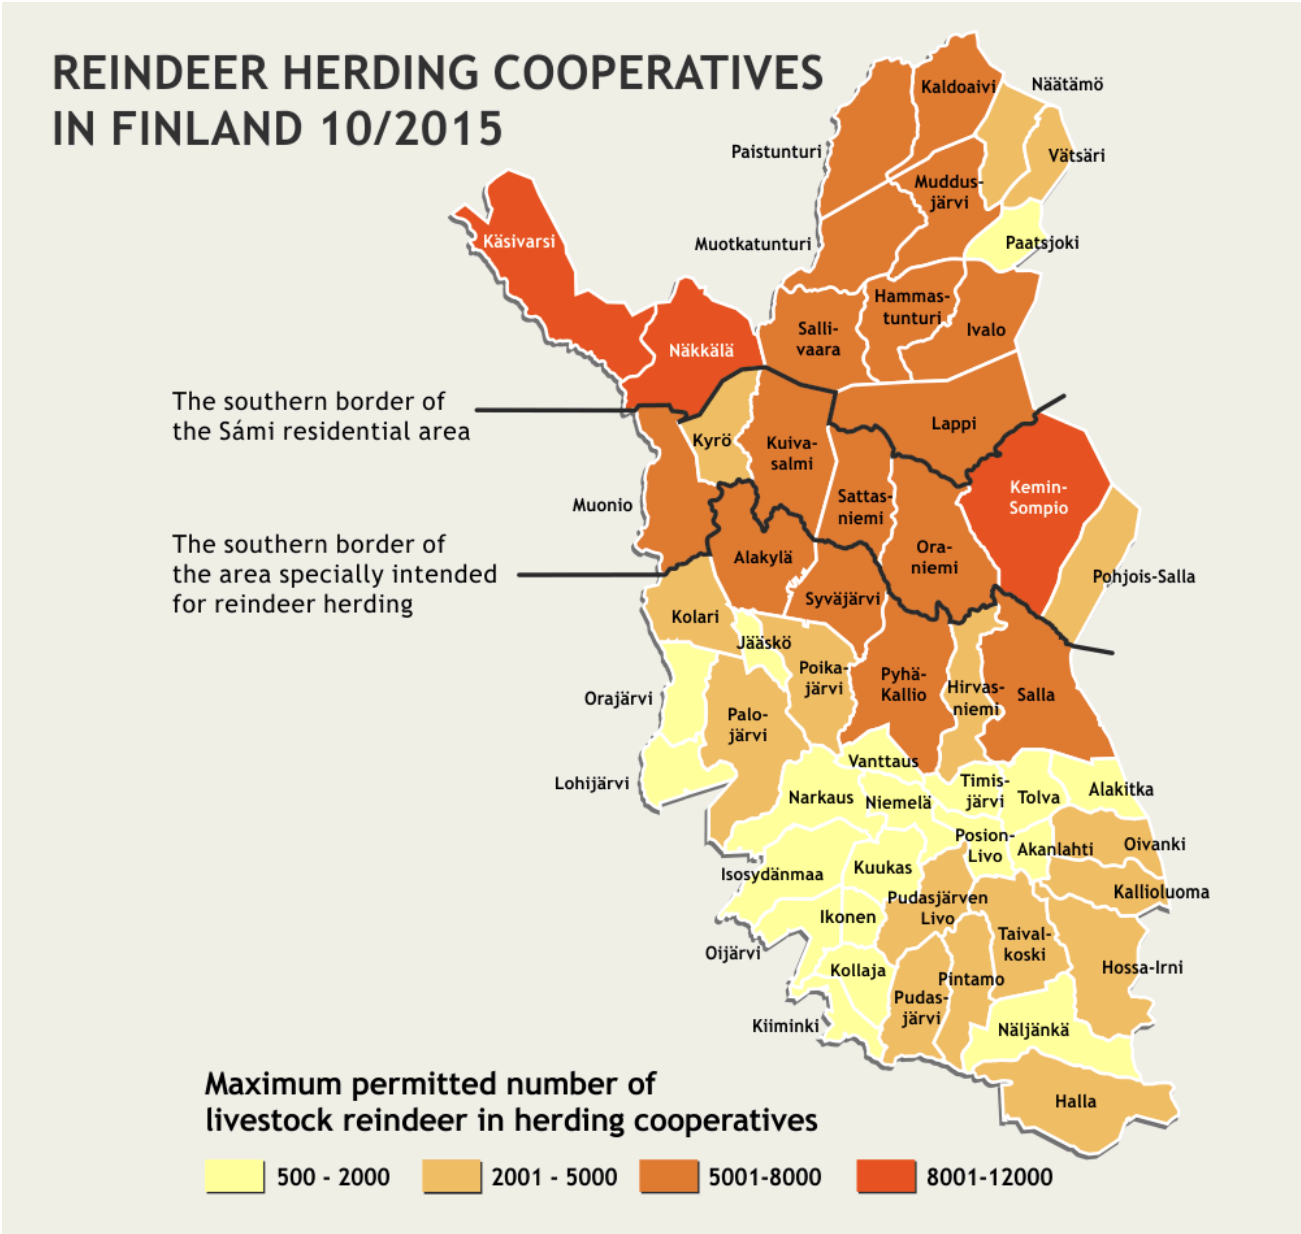 REINDEER HERDING COOPERATIVES
IN FINLAND 10/2015
Kaldoaivi
Näätämö
Paistunturi
Vätsäri
Muddus-
järvi
Käsivarsi
Muotkatunturi
Paatsjoki
Hammas-
tunturi
Salli-
vaara
Ivalo
Näkkälä
The southern border of
the Sámi residential area
Lappi
Kyrö
Kuiva-
salmi
Kemin-
Sompio
Muonio
Sattas-
niemi
The southern border of
the area specially intended
for reindeer herding
Alakylä
Ora-
niemi
Pohjois-Salla
Syväjärvi
Kolari
Jääskö
Poika-
järvi
Pyhä-
Kallio
Hirvas-
niemi
Salla
Orajärvi
Palo-
järvi
Vanttaus
Lohijärvi
Narkaus
Niemelä
Timis-
järvi
Tolva
Alakitka
Posion-
Livo
Akanlahti
Oivanki
Isosydänmaa
Kuukas
Kallioluoma
Pudasjärven
Livo
Ikonen
Taival-
koski
Oijärvi
Kollaja
Pintamo
Hossa-Irni
Pudas-
järvi
Kiiminki
Näljänkä
Halla
Maximum permitted number of
livestock reindeer in herding cooperatives
500 - 2000
2001 - 5000
5001-8000
8001-12000